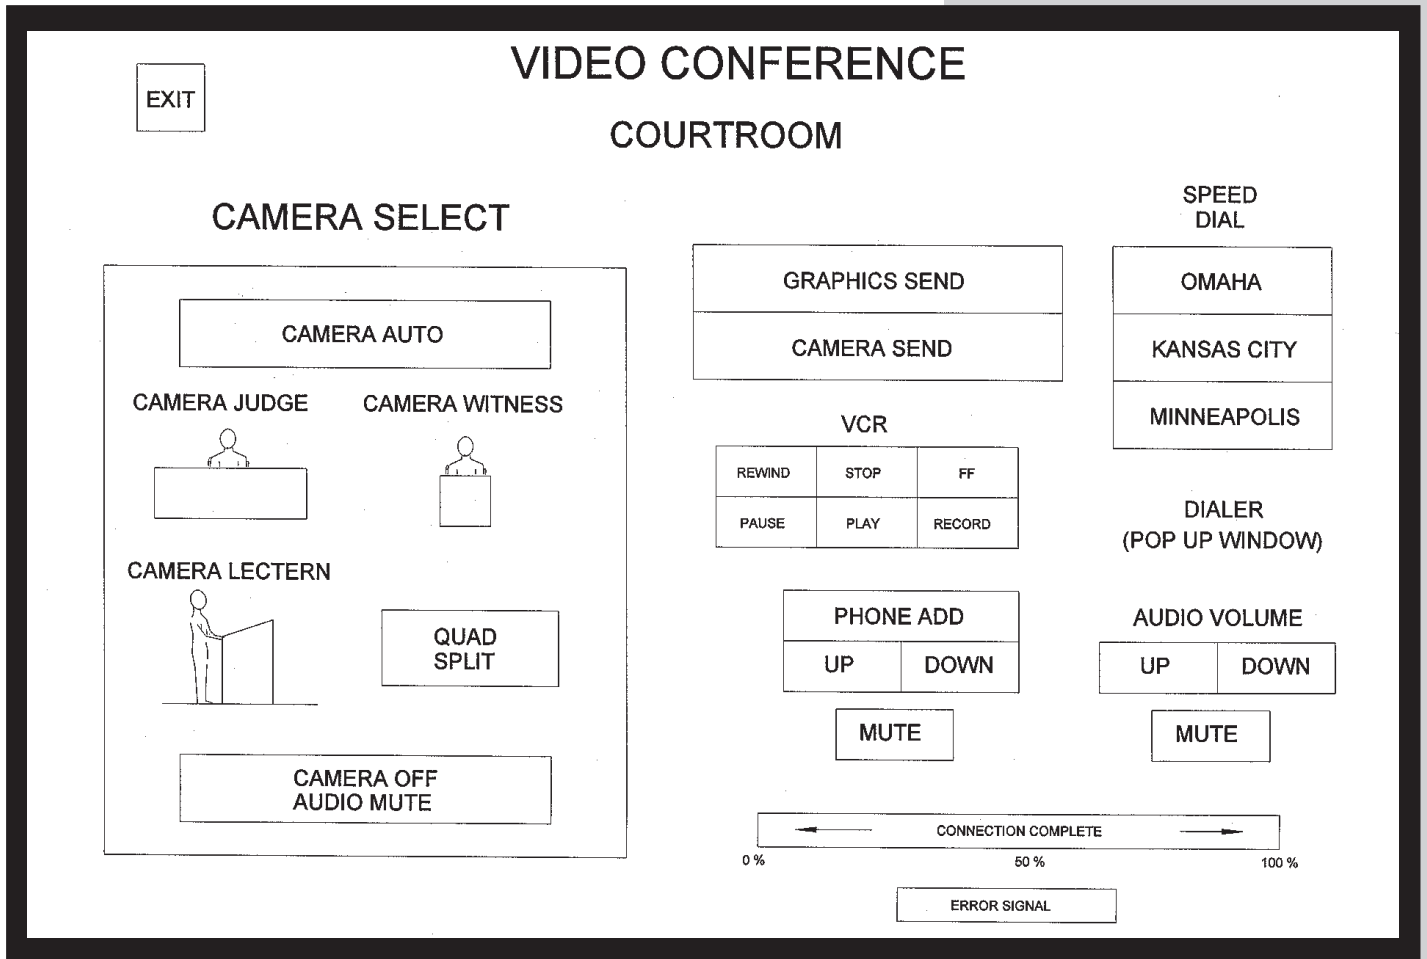 VIDEO CONFERENCE
EXIT
COURTROOM
CAMERA SELECT
CAMERA AUTO
CAMERA JUDGE
CAMERA WITNESS
CAMERA LECTERN
QUAD
SPLIT
CAMERA OFF
AUDIO MUTE
GRAPHICS SEND
CAMERA SEND
VCR
REWIND
STOP
FF
PAUSE
PLAY
RECORD
PHONE ADD
UP
DOWN
MUTE
SPEED
DIAL
OMAHA
KANSAS CITY
MINNEAPOLIS
DIALER
(POP UP WINDOW)
AUDIO VOLUME
UP
DOWN
MUTE
CONNECTION COMPLETE
0 %
50 %
100 %
ERROR SIGNAL